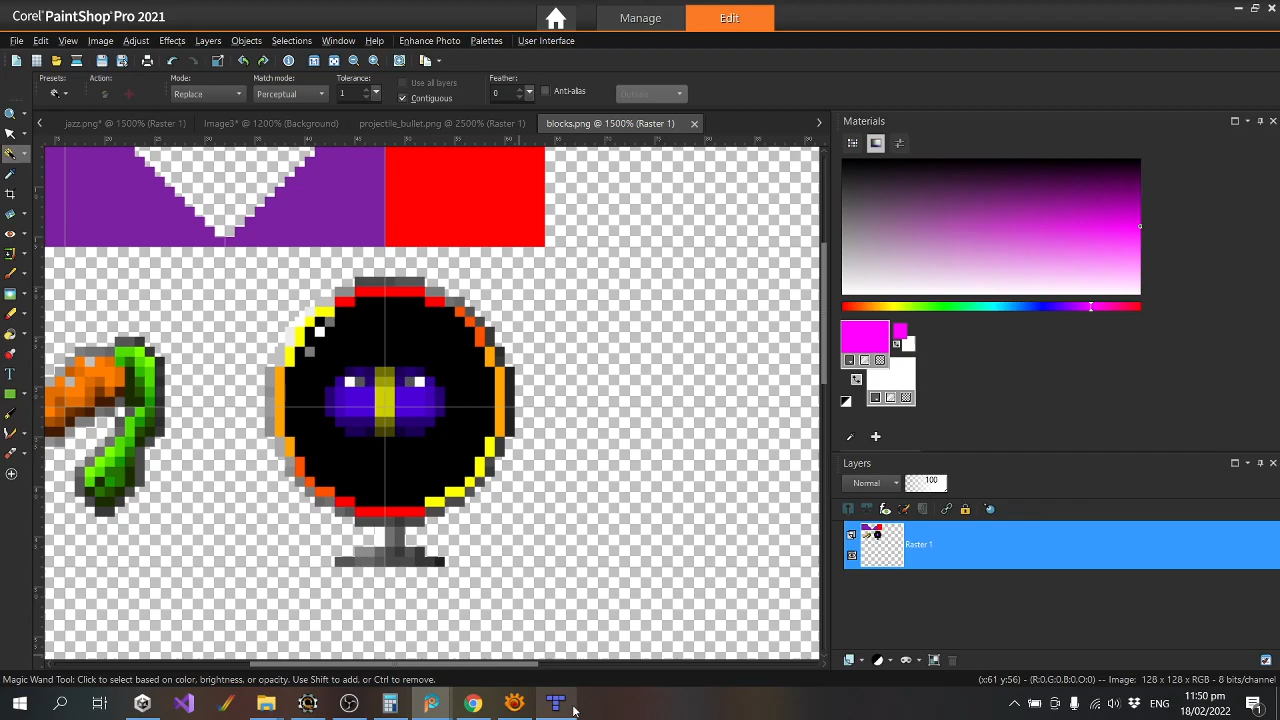 Corel PaintShop Pro 2021
Manage
Edit
File Edit View Image Adjust Effects Layers Objects Selections Window Help Enhance Photo Palettes User Interface
Presets: Action: Mode: Match mode: Tolerance: Use all layers Feather: Anti-alias
Replace Perceptual 1 Contiguous 0 Outside
jazz.png* @ 1500% (Raster 1) Image3* @ 1200% (Background) projectile_bullet.png @ 2500% (Raster 1) blocks.png @ 1500% (Raster 1)
Materials
Layers
Normal 100
Raster 1
Magic Wand Tool: Click to select based on color, brightness, or opacity. Use Shift to add, or Ctrl to remove.
(x:61 y:56) -- Image: 128 x 128 x RGB - 8 bits/channel
ENG
11:50 pm
18/02/2022